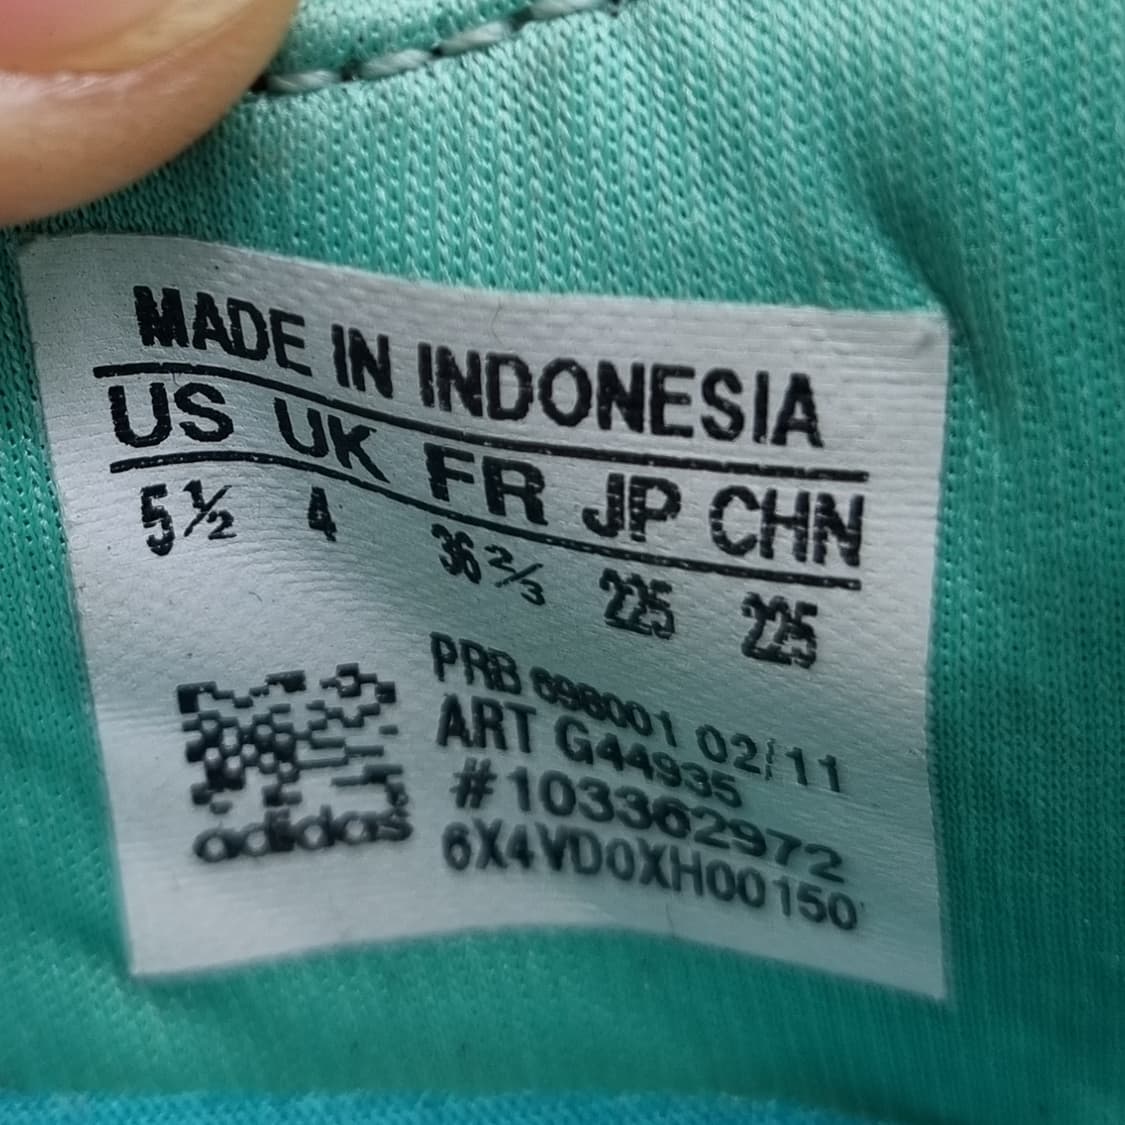 MADE IN INDONESIA
US UK FR JP CHN
5½ 4 36⅔ 225 225
PRB 698001 02/11
ART G44935
#103362972
6X4VD0XH00150
adidas